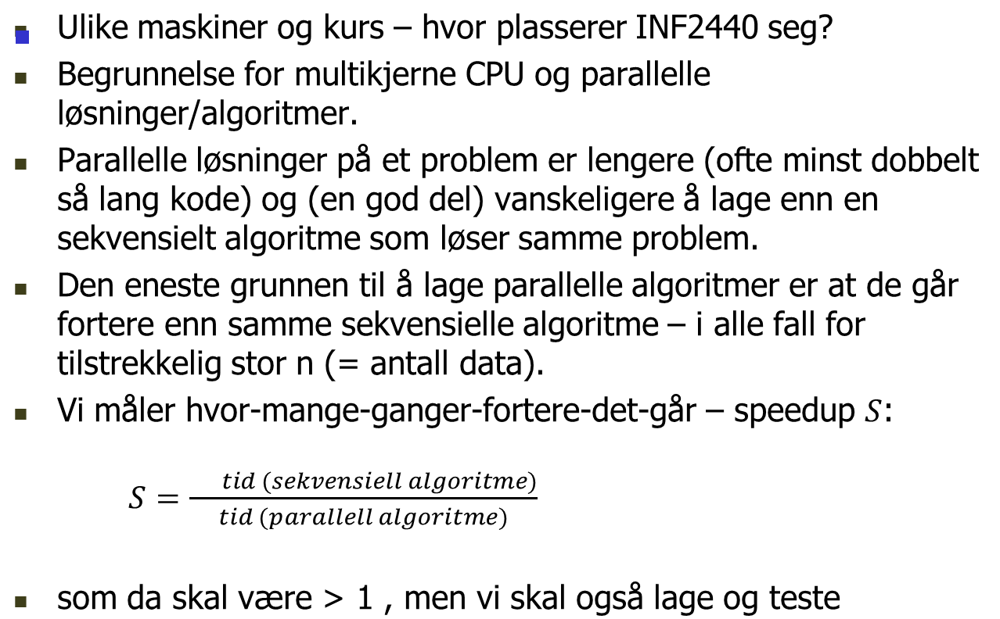 Ulike maskiner og kurs – hvor plasserer INF2440 seg?
Begrunnelse for multikjerne CPU og parallelle
løsninger/algoritmer.
Parallelle løsninger på et problem er lengere (ofte minst dobbelt
så lang kode) og (en god del) vanskeligere å lage enn en
sekvensielt algoritme som løser samme problem.
Den eneste grunnen til å lage parallelle algoritmer er at de går
fortere enn samme sekvensielle algoritme – i alle fall for
tilstrekkelig stor n (= antall data).
Vi måler hvor-mange-ganger-fortere-det-går – speedup S:
tid (sekvensiell algoritme)
S =
tid (parallell algoritme)
som da skal være > 1 , men vi skal også lage og teste